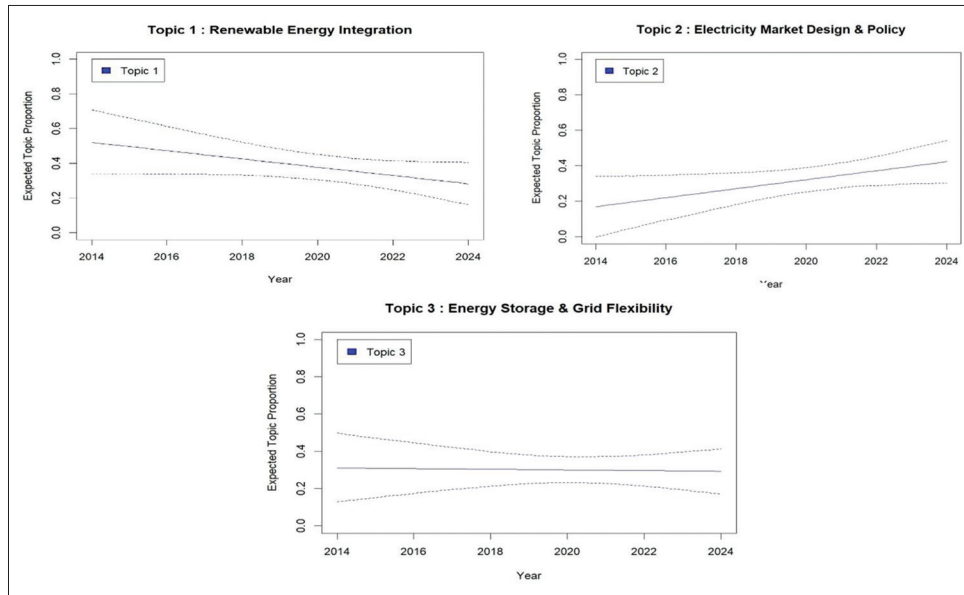 Topic 1 : Renewable Energy Integration
Topic 1
Expected Topic Proportion
1.0
0.8
0.6
0.4
0.2
0.0
2014 2016 2018 2020 2022 2024
Year
Topic 2 : Electricity Market Design & Policy
Topic 2
Expected Topic Proportion
1.0
0.8
0.6
0.4
0.2
0.0
2014 2016 2018 2020 2022 2024
Year
Topic 3 : Energy Storage & Grid Flexibility
Topic 3
Expected Topic Proportion
1.0
0.8
0.6
0.4
0.2
0.0
2014 2016 2018 2020 2022 2024
Year